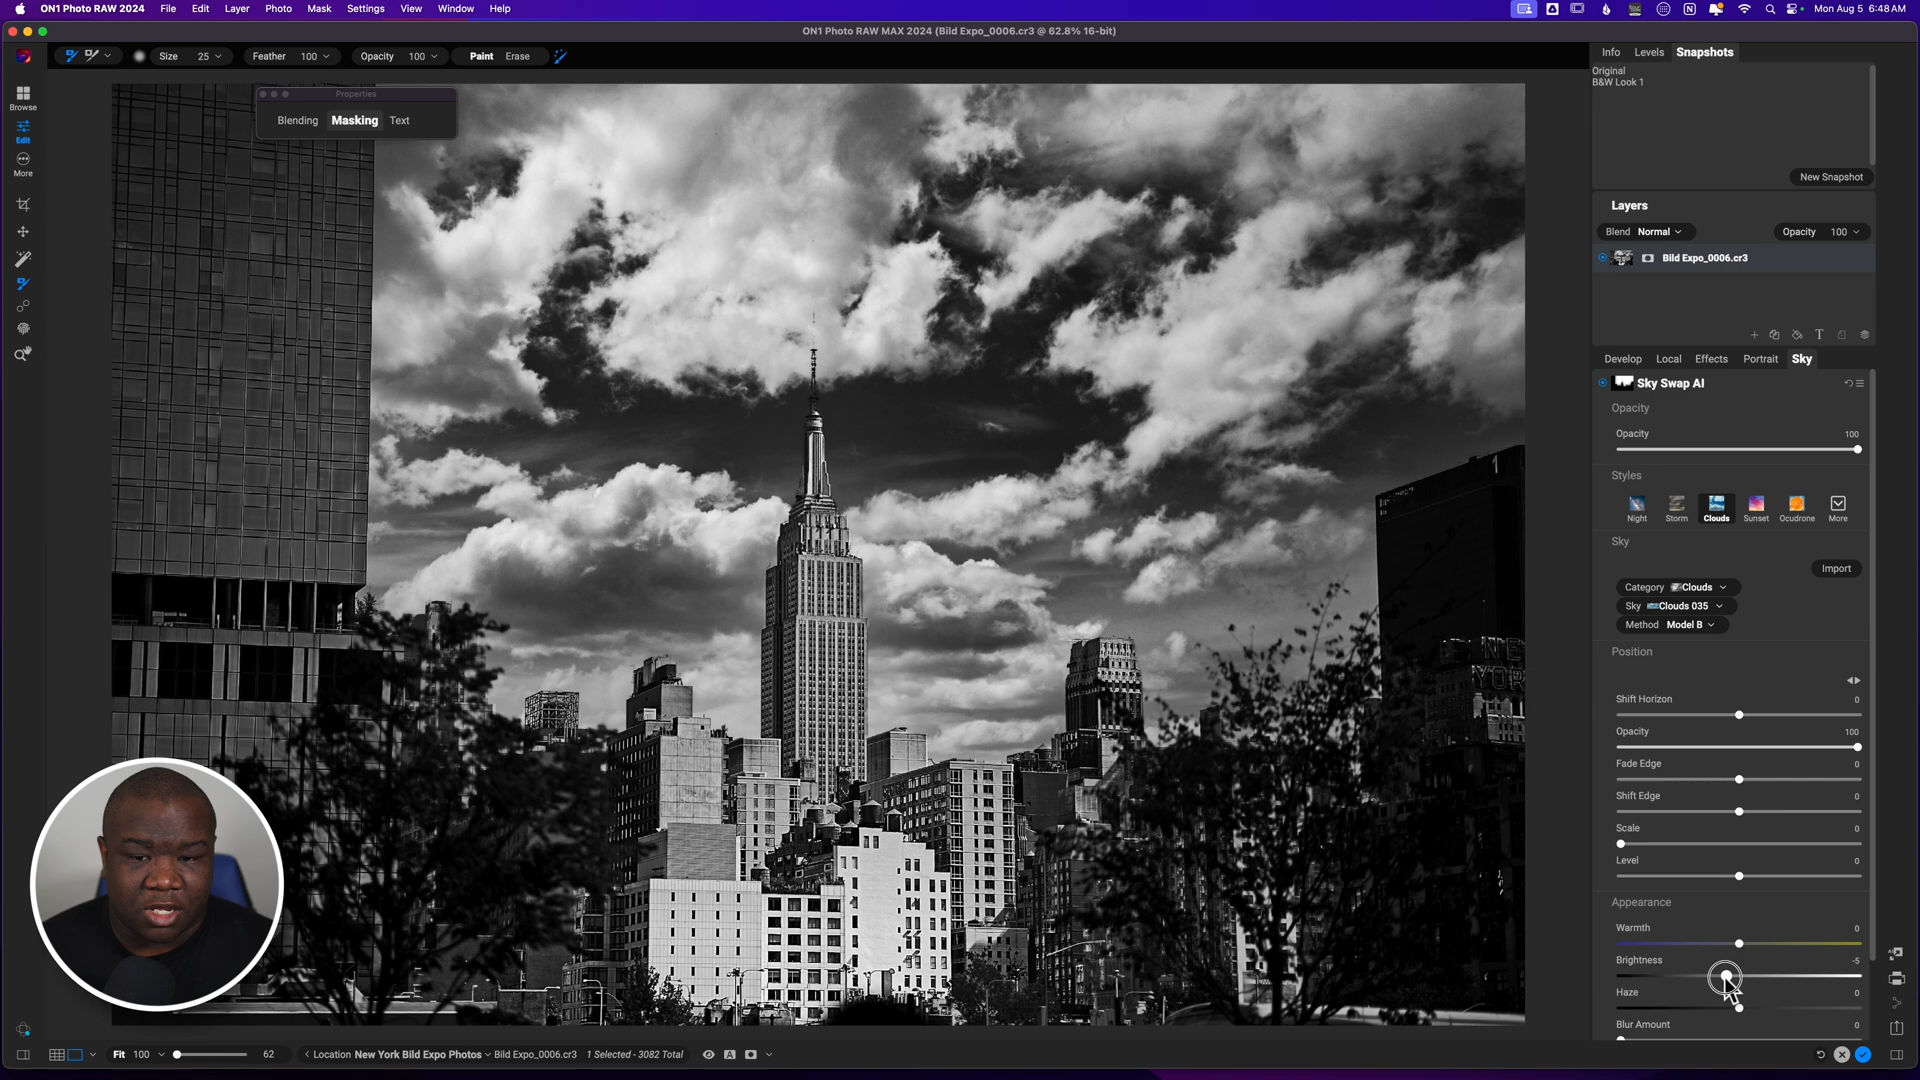 ON1 Photo RAW MAX 2024 File Edit Layer Photo Mask Settings View Window Help Mon Aug 5 6:48 AM
ON1 Photo RAW MAX 2024 (Bild Expo_0006.cr3 @ 62.8% 16-bit)
Size 25 Feather 100 Opacity 100 Paint Erase
Properties
Blending Masking Text
Browse
Edit
More
Info Levels Snapshots
Original
B&W Look 1
New Snapshot
Layers
Blend Normal Opacity 100
Bild Expo_0006.cr3
Develop Local Effects Portrait Sky
Sky Swap AI
Opacity
Opacity 100
Styles
Night Storm Clouds Sunset Ocudrone More
Sky
Import
Category Clouds
Sky Clouds 035
Method Model B
Position
Shift Horizon 0
Opacity 100
Fade Edge 0
Shift Edge 0
Scale 0
Level 0
Appearance
Warmth 0
Brightness -5
Haze 0
Blur Amount 0
NEW
YOR
Fit 100 62 Location New York Bild Expo Photos Bild Expo_0006.cr3 1 Selected - 3082 Total